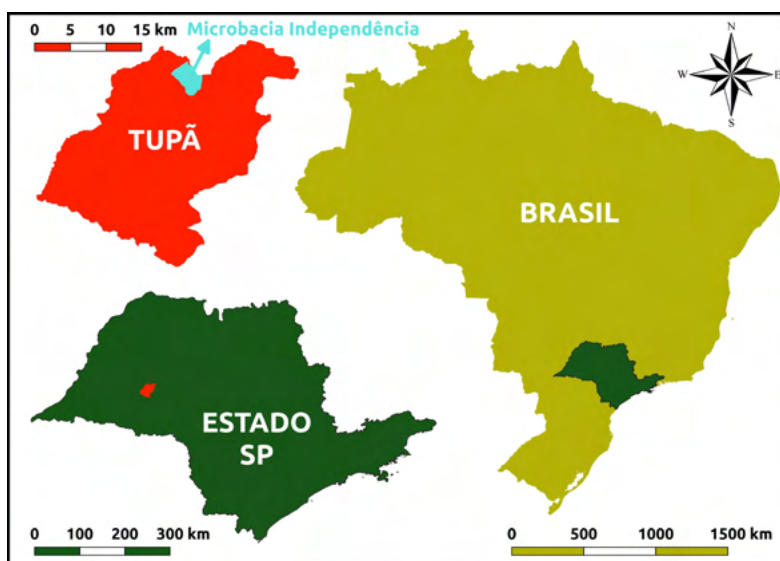 0 5 10 15 km
Microbacia Independência
TUPÃ
N
W E
S
BRASIL
ESTADO
SP
0 100 200 300 km
0 500 1000 1500 km